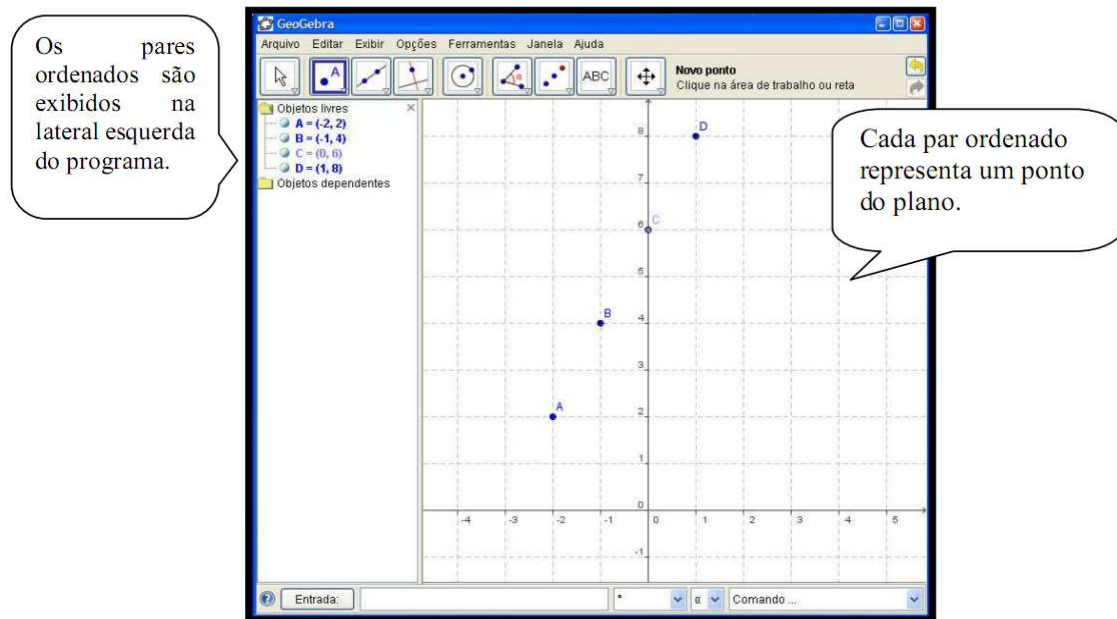 Os pares
ordenados são
exibidos na
lateral esquerda
do programa.
GeoGebra
Arquivo Editar Exibir Opções Ferramentas Janela Ajuda
A
ABC
Novo ponto
Clique na área de trabalho ou reta
Objetos livres
A = (-2, 2)
B = (-1, 4)
C = (0, 6)
D = (1, 8)
Objetos dependentes
Cada par ordenado
representa um ponto
do plano.
8
D
7
6
C
5
B
4
3
A
2
1
0
-4 -3 -2 -1 0 1 2 3 4 5
-1
Entrada:
α
Comando ...